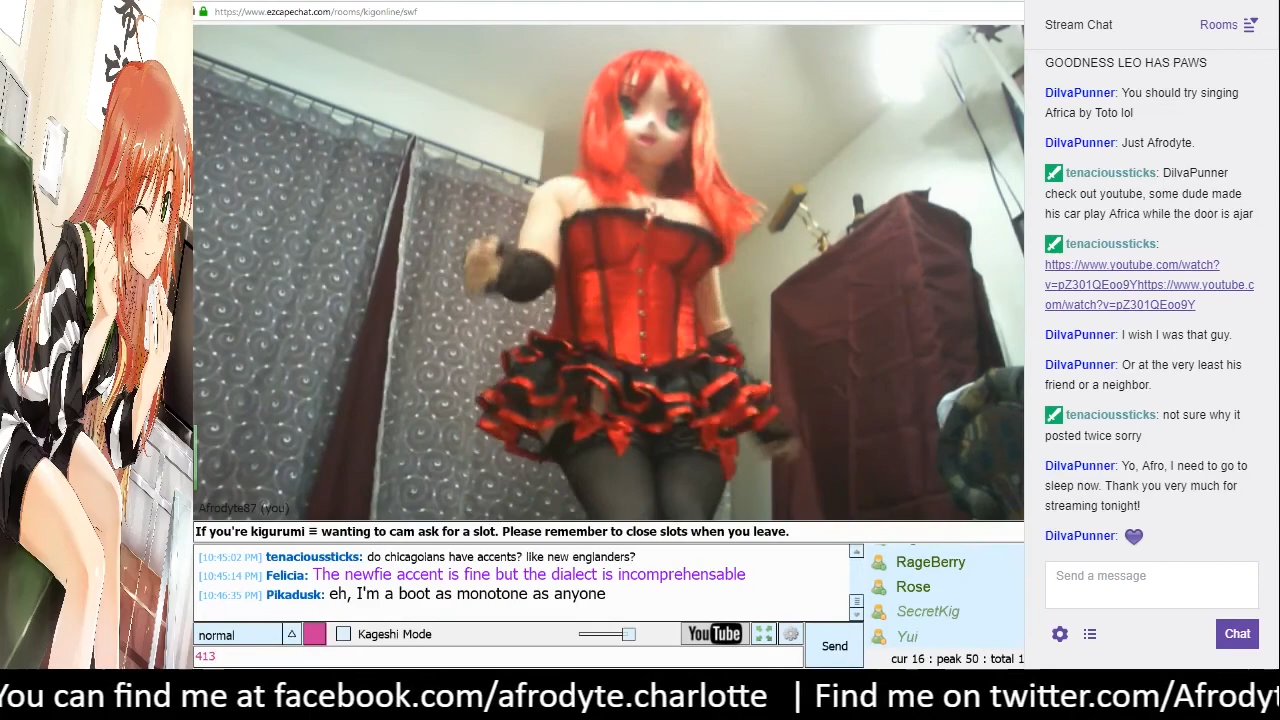 https://www.ezcapechat.com/rooms/kigonline/swf
Afrodyte87 (you)
If you're kigurumi ≡ wanting to cam ask for a slot. Please remember to close slots when you leave.
[10:45:02 PM] tenacioussticks: do chicagoians have accents? like new englanders?
[10:45:14 PM] Felicia: The newfie accent is fine but the dialect is incomprehensable
[10:46:35 PM] Pikadusk: eh, I'm a boot as monotone as anyone
normal
Kageshi Mode
YouTube
Send
413
RageBerry
Rose
SecretKig
Yui
cur 16 : peak 50 : total 1
Stream Chat
Rooms
GOODNESS LEO HAS PAWS
DilvaPunner: You should try singing
Africa by Toto lol
DilvaPunner: Just Afrodyte.
tenacioussticks: DilvaPunner
check out youtube, some dude made
his car play Africa while the door is ajar
tenacioussticks:
https://www.youtube.com/watch?
v=pZ301QEoo9Yhttps://www.youtube.c
om/watch?v=pZ301QEoo9Y
DilvaPunner: I wish I was that guy.
DilvaPunner: Or at the very least his
friend or a neighbor.
tenacioussticks: not sure why it
posted twice sorry
DilvaPunner: Yo, Afro, I need to go to
sleep now. Thank you very much for
streaming tonight!
DilvaPunner: 💜
Send a message
Chat
You can find me at facebook.com/afrodyte.charlotte | Find me on twitter.com/Afrodyt